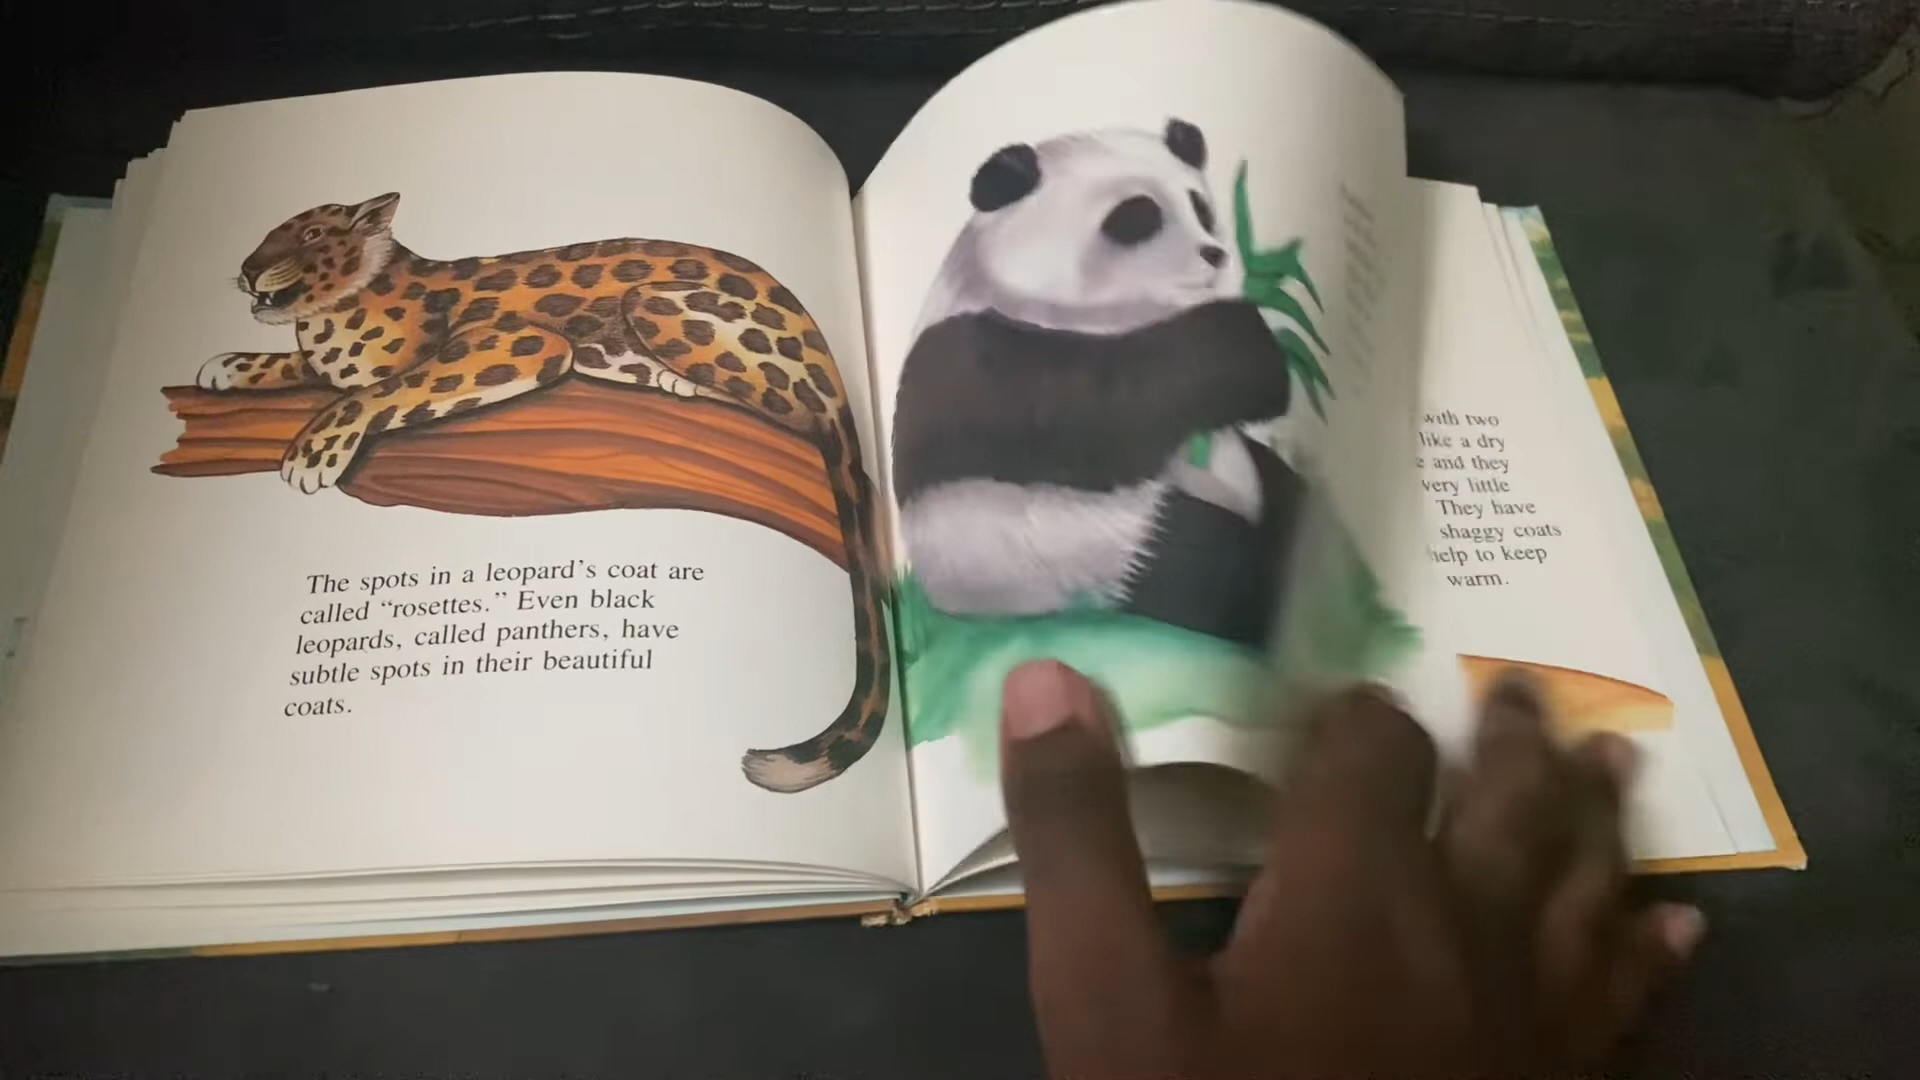 The spots in a leopard's coat are
called “rosettes.” Even black
leopards, called panthers, have
subtle spots in their beautiful
coats.
with two
like a dry
and they
very little
They have
shaggy coats
help to keep
warm.